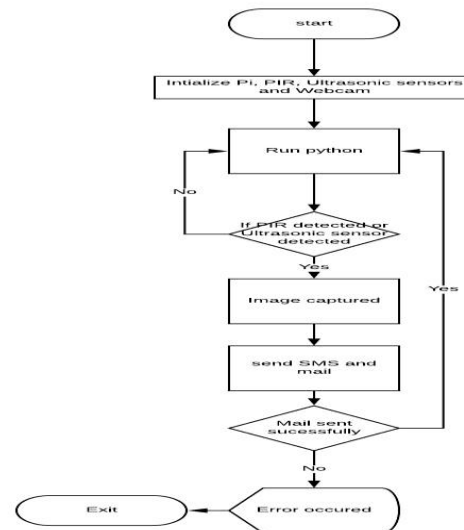 start
Intialize Pi, PIR, Ultrasonic sensors
and Webcam
Run python
No
If PIR detected or
Ultrasonic sensor
detected
Yes
Image captured
Yes
send SMS and
mail
Mail sent
sucessfully
No
Exit
Error occured